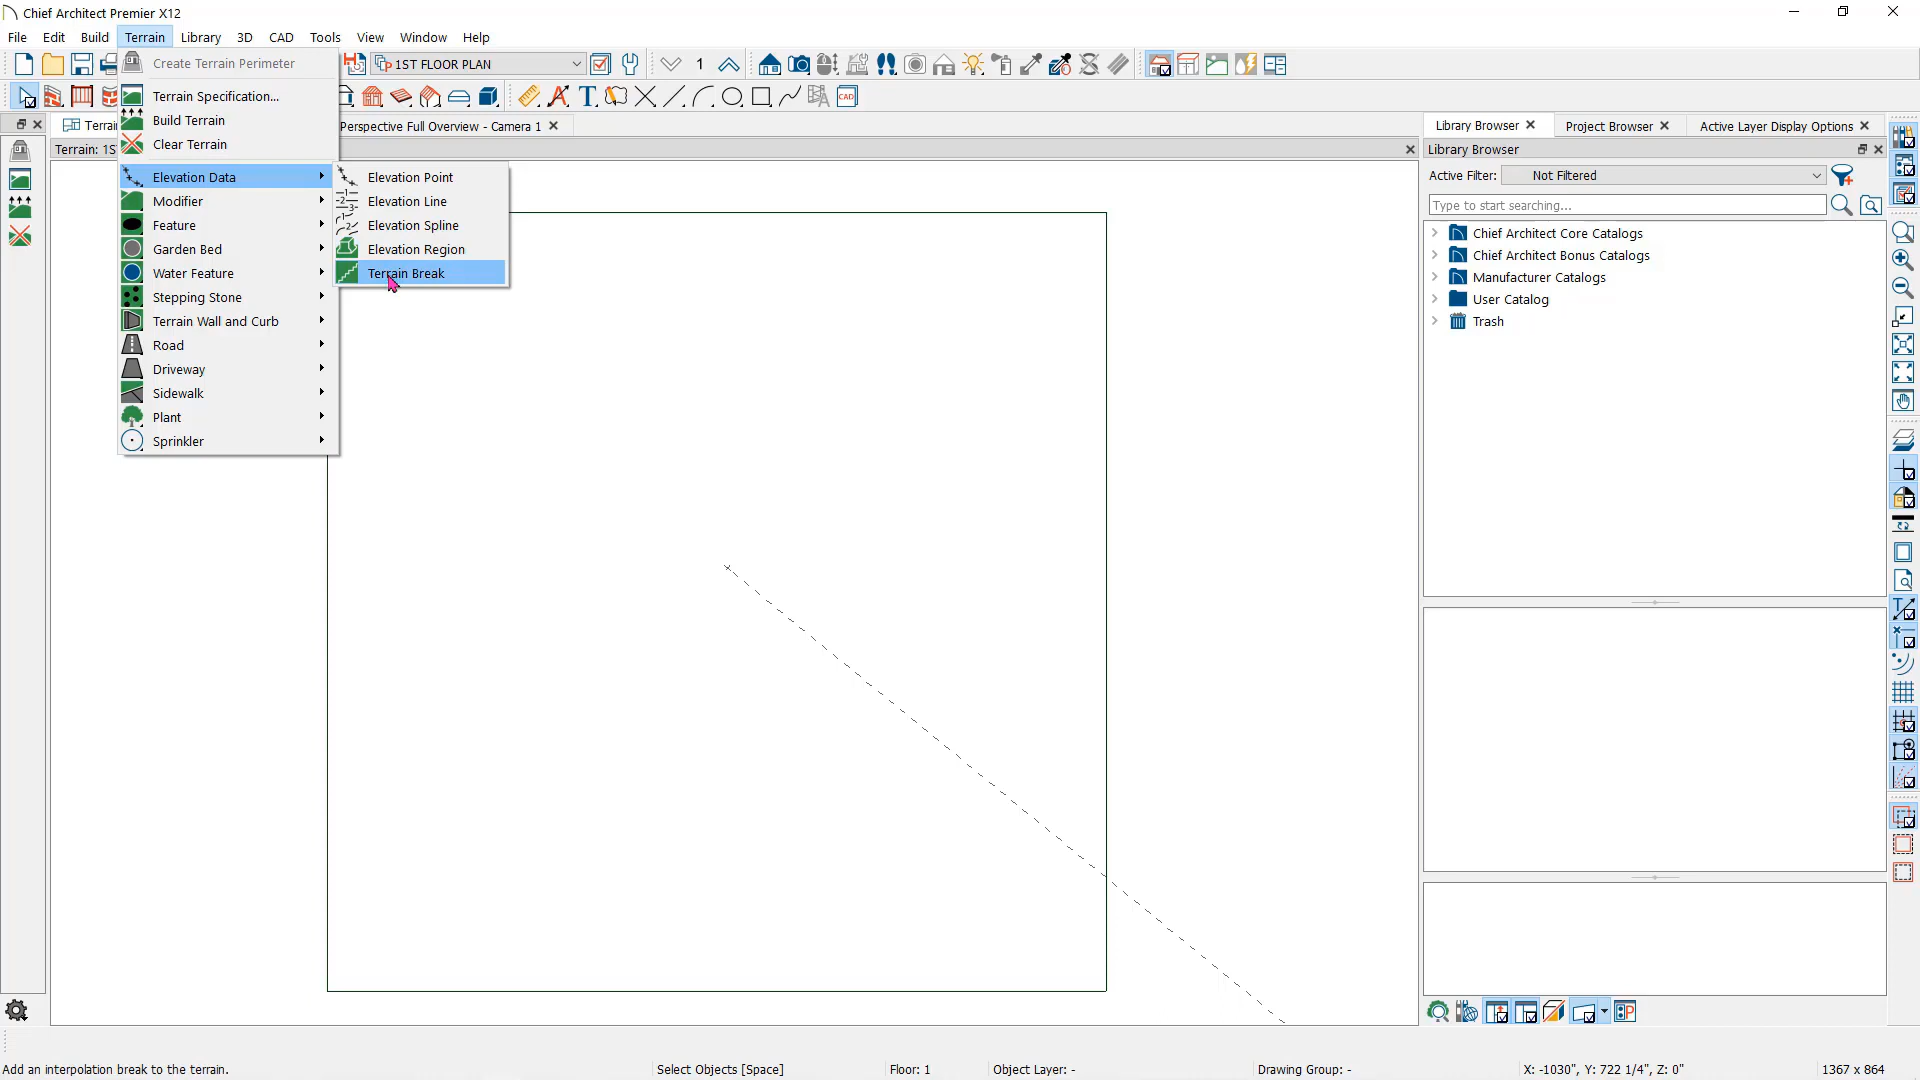 Chief Architect Premier X12
File Edit Build Terrain Library 3D CAD Tools View Window Help
Create Terrain Perimeter
1ST FLOOR PLAN
1
Terrain Specification...
T
CAD
Build Terrain
Perspective Full Overview - Camera 1
Library Browser
Project Browser
Active Layer Display Options
Clear Terrain
Library Browser
Active Filter: Not Filtered
Type to start searching...
Elevation Data
Modifier
Feature
Garden Bed
Water Feature
Stepping Stone
Terrain Wall and Curb
Road
Driveway
Sidewalk
Plant
Sprinkler
Elevation Point
Elevation Line
Elevation Spline
Elevation Region
Terrain Break
Chief Architect Core Catalogs
Chief Architect Bonus Catalogs
Manufacturer Catalogs
User Catalog
Trash
Add an interpolation break to the terrain.
Select Objects [Space]
Floor: 1
Object Layer: -
Drawing Group: -
X: -1030", Y: 722 1/4", Z: 0"
1367 x 864